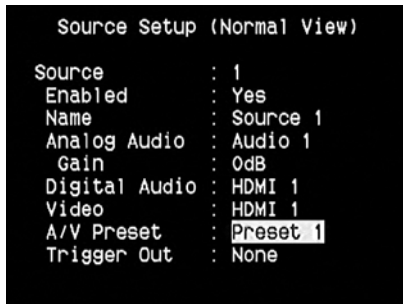 Source Setup (Normal View)
Source : 1
Enabled : Yes
Name : Source 1
Analog Audio : Audio 1
Gain : 0dB
Digital Audio : HDMI 1
Video : HDMI 1
A/V Preset : Preset 1
Trigger Out : None